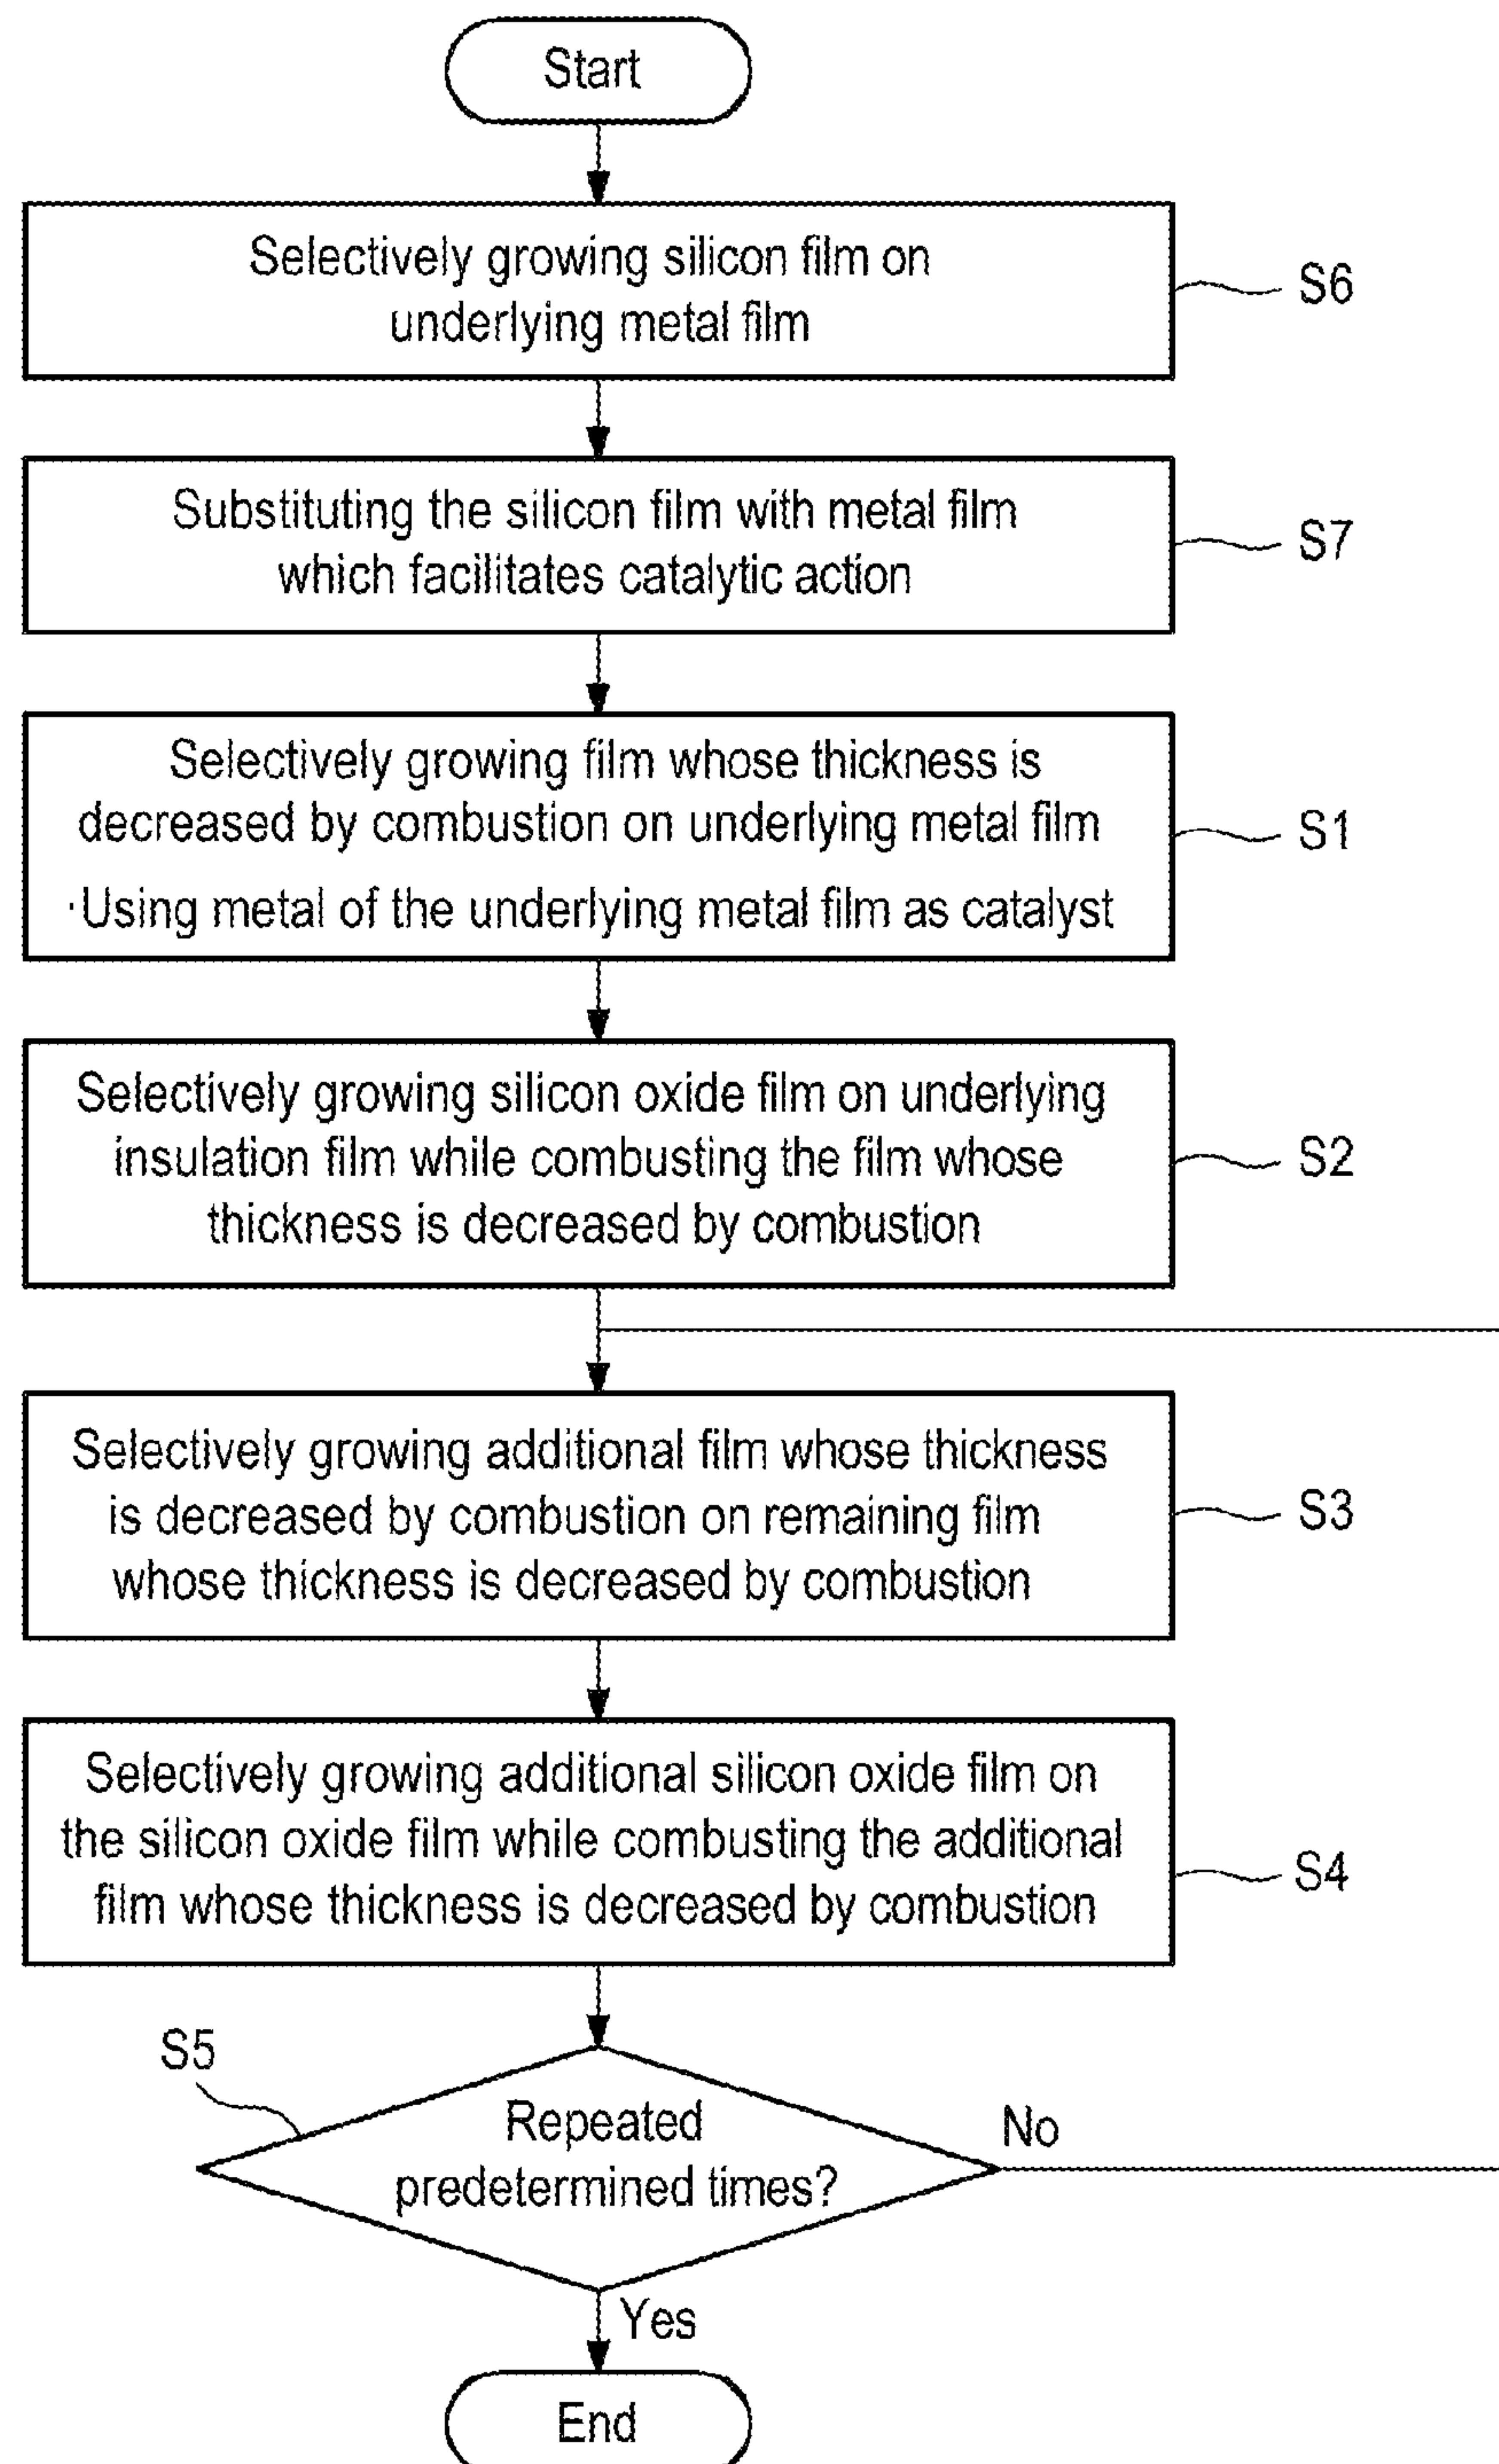 Start
Selectively growing silicon film on
underlying metal film
S6
Substituting the silicon film with metal film
which facilitates catalytic action
S7
Selectively growing film whose thickness is
decreased by combustion on underlying metal film
·Using metal of the underlying metal film as catalyst
S1
Selectively growing silicon oxide film on underlying
insulation film while combusting the film whose
thickness is decreased by combustion
S2
Selectively growing additional film whose thickness
is decreased by combustion on remaining film
whose thickness is decreased by combustion
S3
Selectively growing additional silicon oxide film on
the silicon oxide film while combusting the additional
film whose thickness is decreased by combustion
S4
S5
Repeated
predetermined times?
No
Yes
End